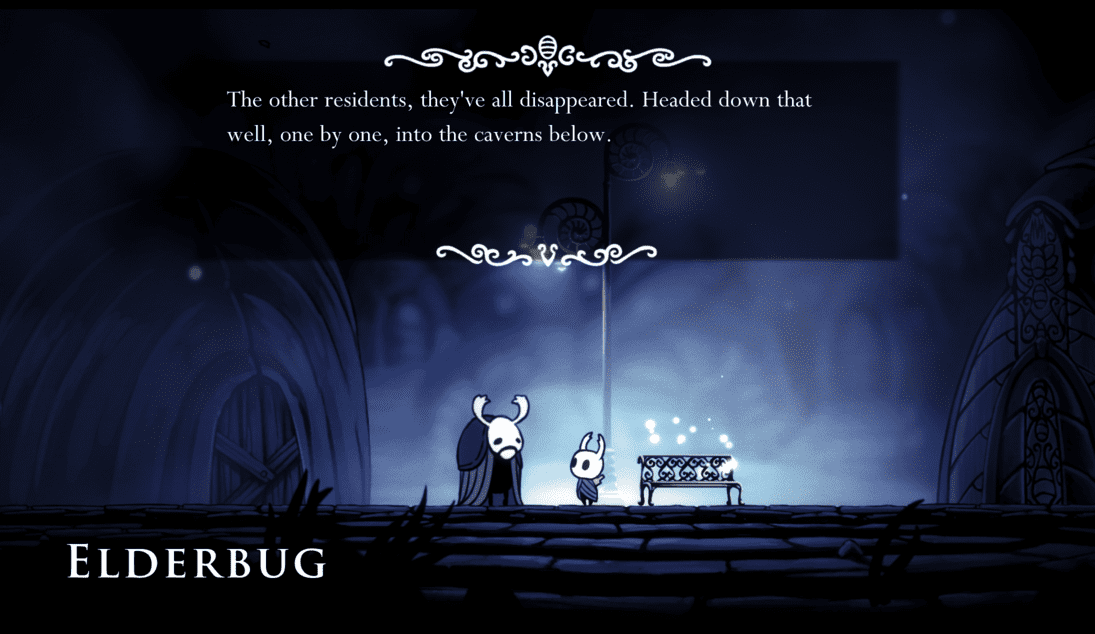 The other residents, they've all disappeared. Headed down that
well, one by one, into the caverns below.
ELDERBUG